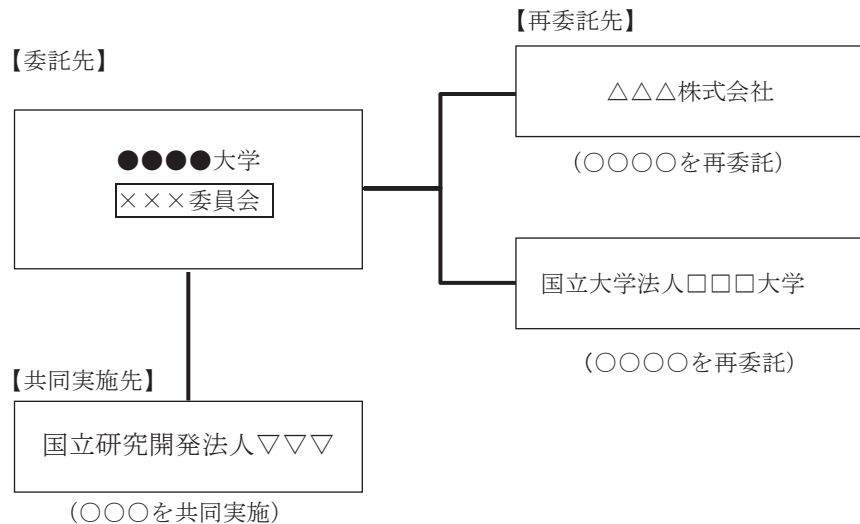 【委託先】
●●●●大学
×××委員会
【共同実施先】
国立研究開発法人▽▽▽
(○○○を共同実施)
【再委託先】
△△△株式会社
(○○○○を再委託)
国立大学法人□□□大学
(○○○○を再委託)